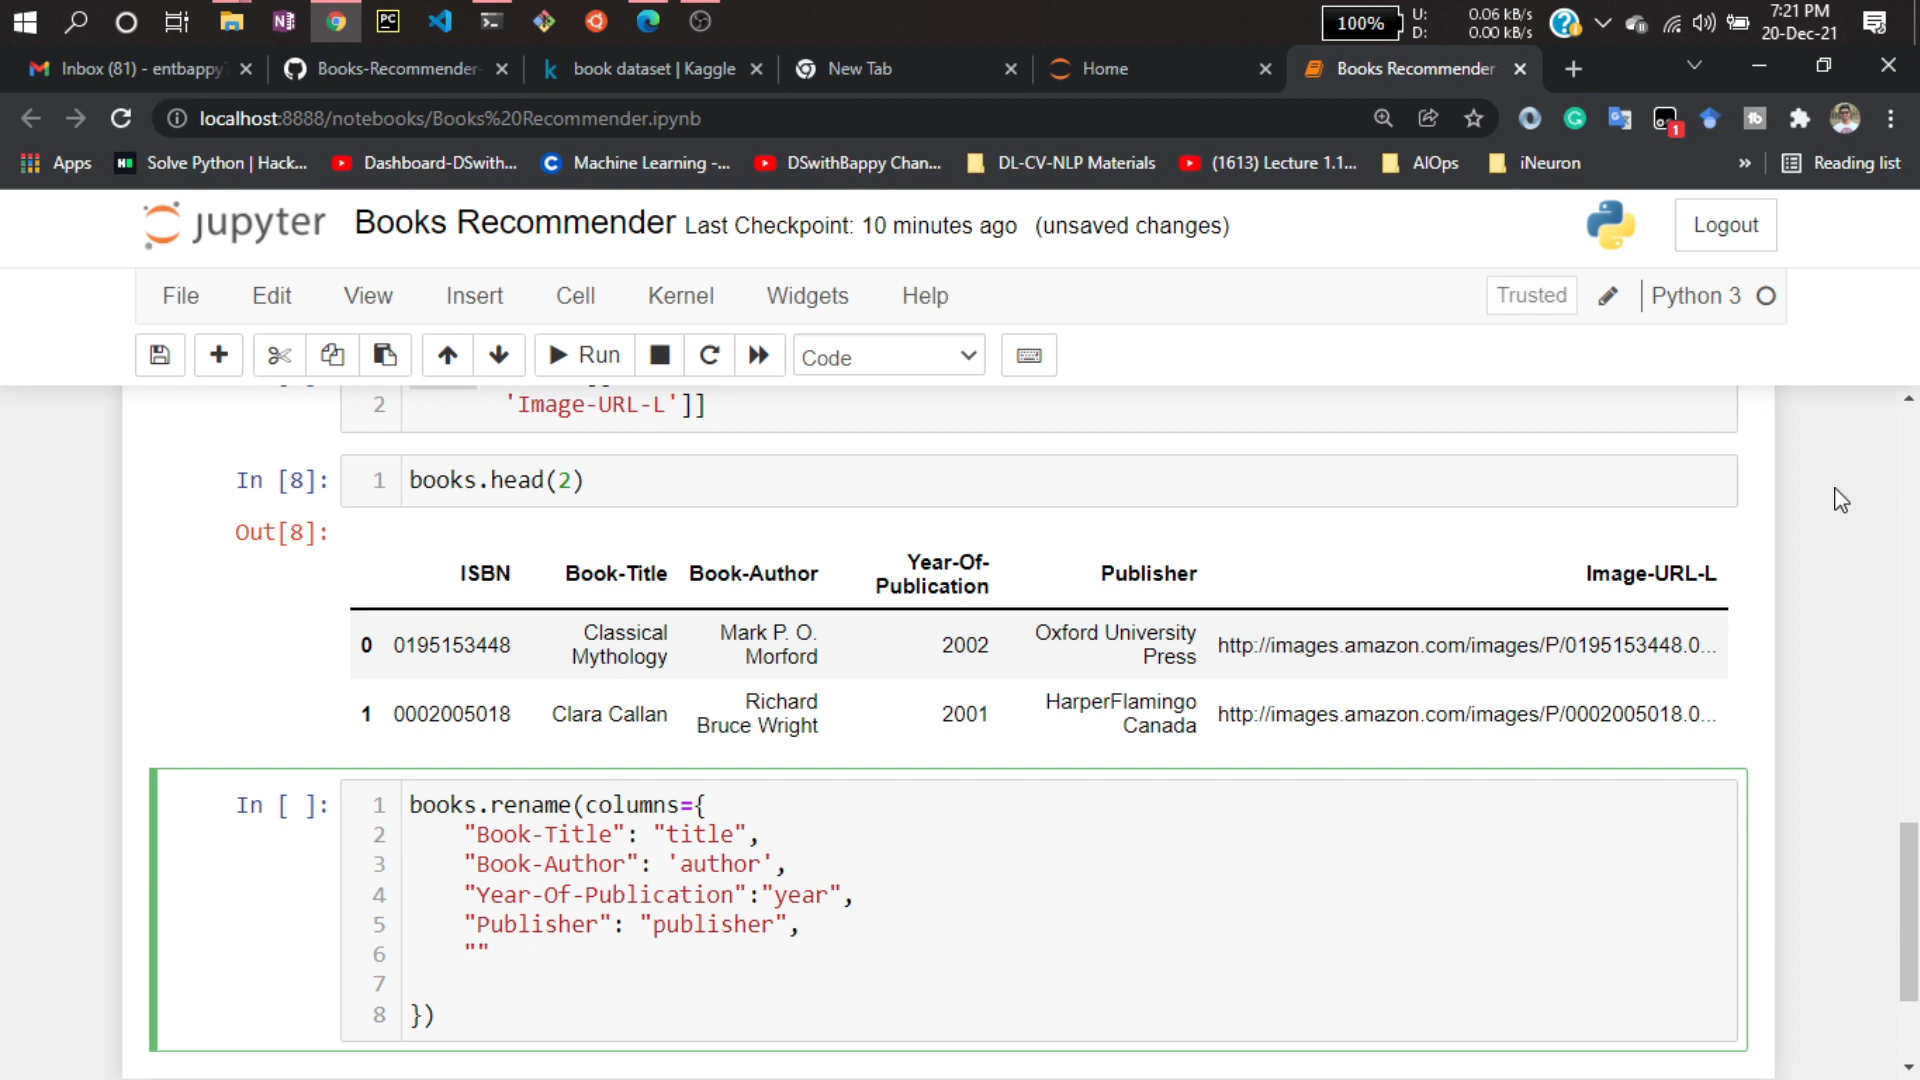 100%
U:
D:
0.06 kB/s
0.00 kB/s
7:21 PM
20-Dec-21
Inbox (81) - entbappy
Books-Recommender-
book dataset | Kaggle
New Tab
Home
Books Recommender
localhost:8888/notebooks/Books%20Recommender.ipynb
Apps
Solve Python | Hack...
Dashboard-DSwith...
Machine Learning -...
DSwithBappy Chan...
DL-CV-NLP Materials
(1613) Lecture 1.1...
AIOps
iNeuron
»
Reading list
jupyter
Books Recommender Last Checkpoint: 10 minutes ago (unsaved changes)
Logout
File Edit View Insert Cell Kernel Widgets Help
Trusted
Python 3
Run
Code
2 'Image-URL-L']]
In [8]: 1 books.head(2)
Out[8]:
ISBN Book-Title Book-Author Year-Of-Publication Publisher Image-URL-L
0 0195153448 Classical Mythology Mark P. O. Morford 2002 Oxford University Press http://images.amazon.com/images/P/0195153448.0...
1 0002005018 Clara Callan Richard Bruce Wright 2001 HarperFlamingo Canada http://images.amazon.com/images/P/0002005018.0...
In [ ]: 1 books.rename(columns={
2 "Book-Title": "title",
3 "Book-Author": 'author',
4 "Year-Of-Publication":"year",
5 "Publisher": "publisher",
6 ""
7
8 })